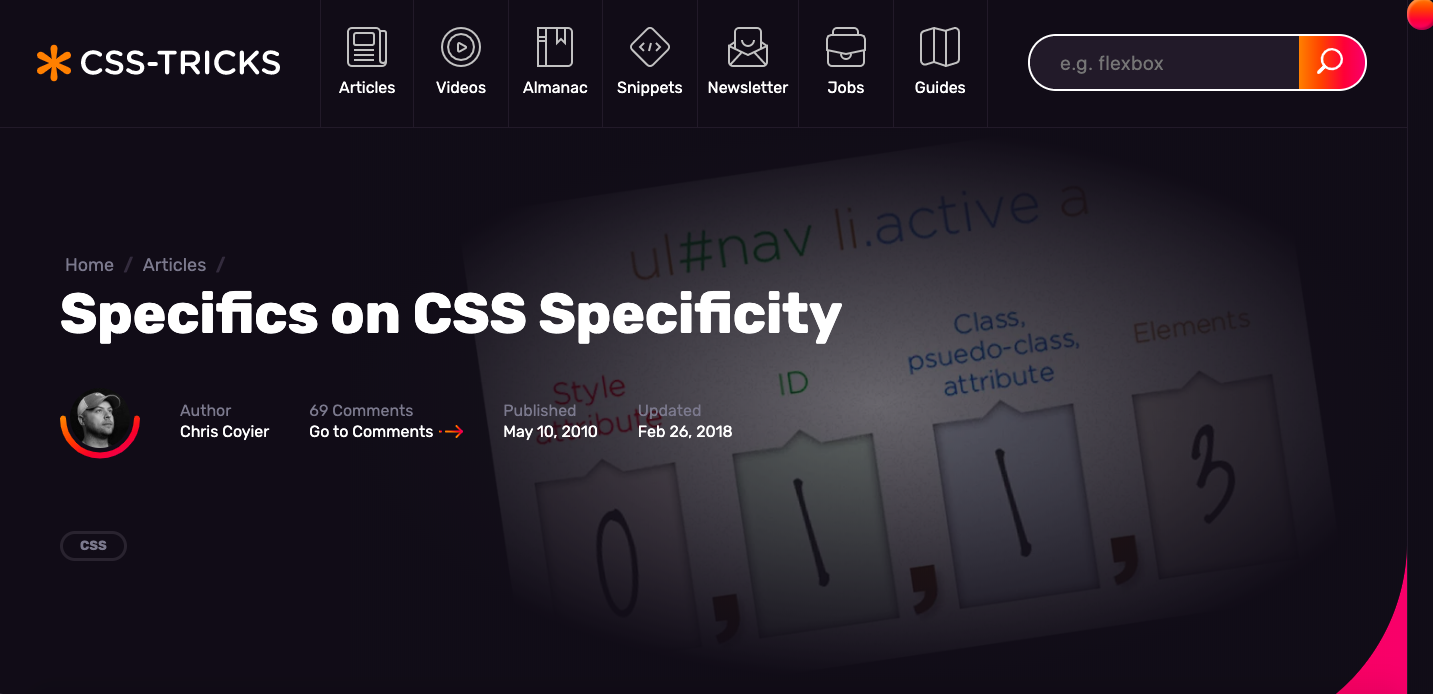 CSS-TRICKS
Articles
Videos
Almanac
Snippets
Newsletter
Jobs
Guides
e.g. flexbox
ul#nav li.active a
Home / Articles /
Specifics on CSS Specificity
Style
attribute
ID
Class,
psuedo-class,
attribute
Elements
Author
Chris Coyier
69 Comments
Go to Comments
Published
May 10, 2010
Updated
Feb 26, 2018
0 , 1 , 1 , 3
CSS